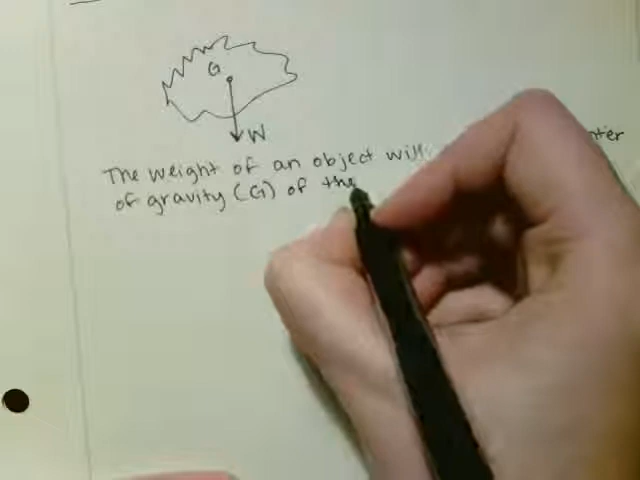 G
W
The weight of an object will
of gravity (G) of the